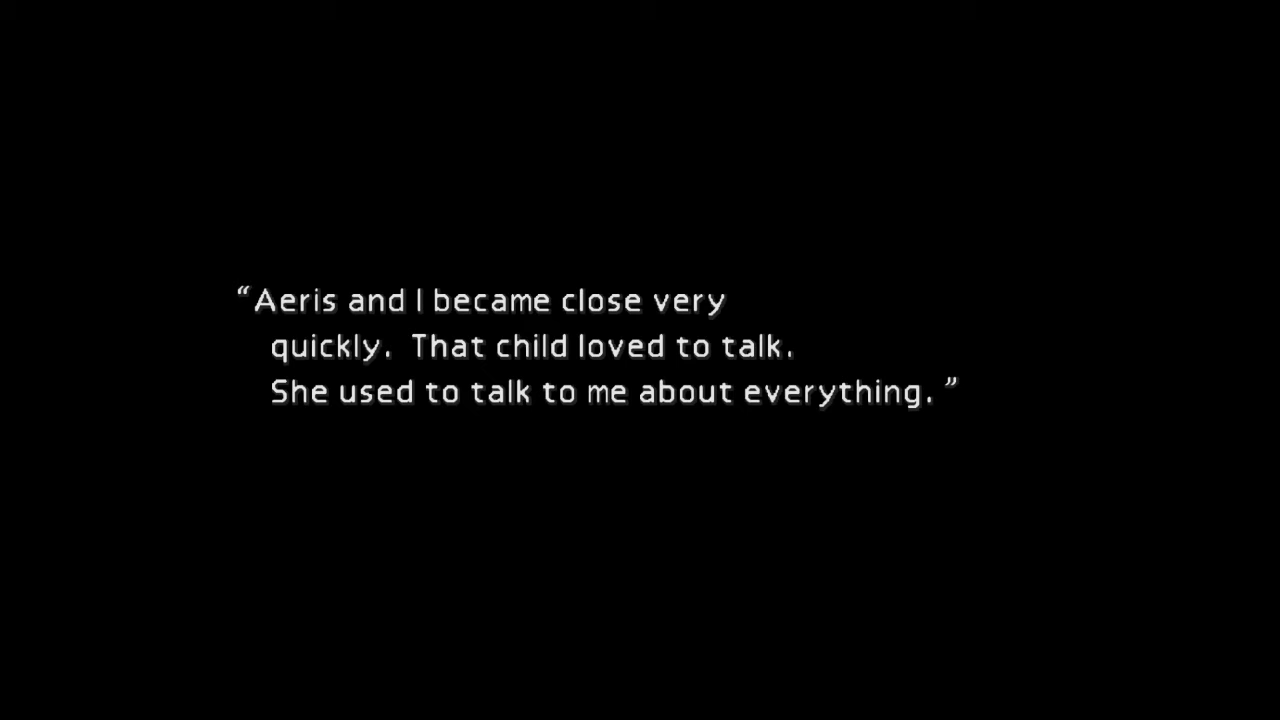 “Aeris and I became close very
quickly. That child loved to talk.
She used to talk to me about everything. ”